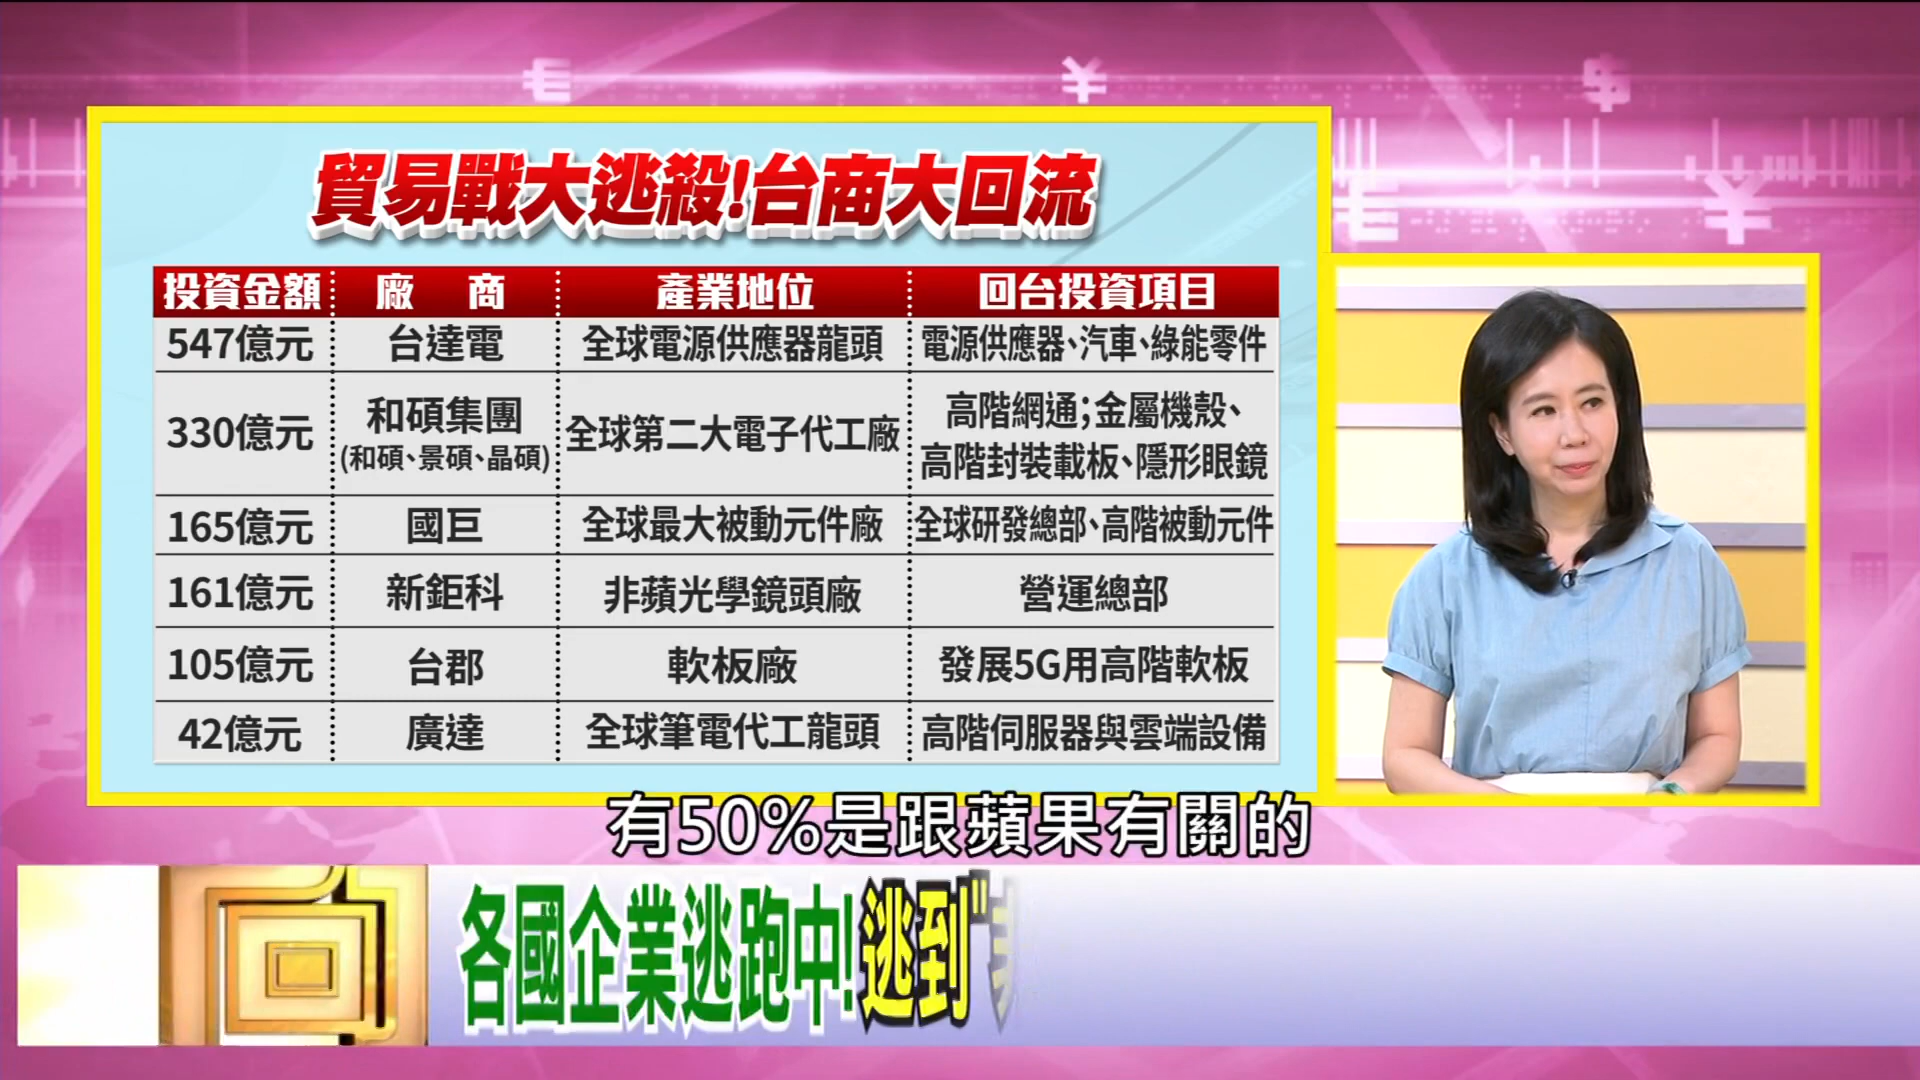 貿易戰大逃殺!台商大回流
投資金額 廠商 產業地位 回台投資項目
547億元 台達電 全球電源供應器龍頭 電源供應器、汽車、綠能零件
330億元 和碩集團 (和碩、景碩、晶碩) 全球第二大電子代工廠 高階網通;金屬機殼、
高階封裝載板、隱形眼鏡
165億元 國巨 全球最大被動元件廠 全球研發總部、高階被動元件
161億元 新鉅科 非蘋光學鏡頭廠 營運總部
105億元 台郡 軟板廠 發展5G用高階軟板
42億元 廣達 全球筆電代工龍頭 高階伺服器與雲端設備
有50%是跟蘋果有關的
各國企業逃跑中!逃到"